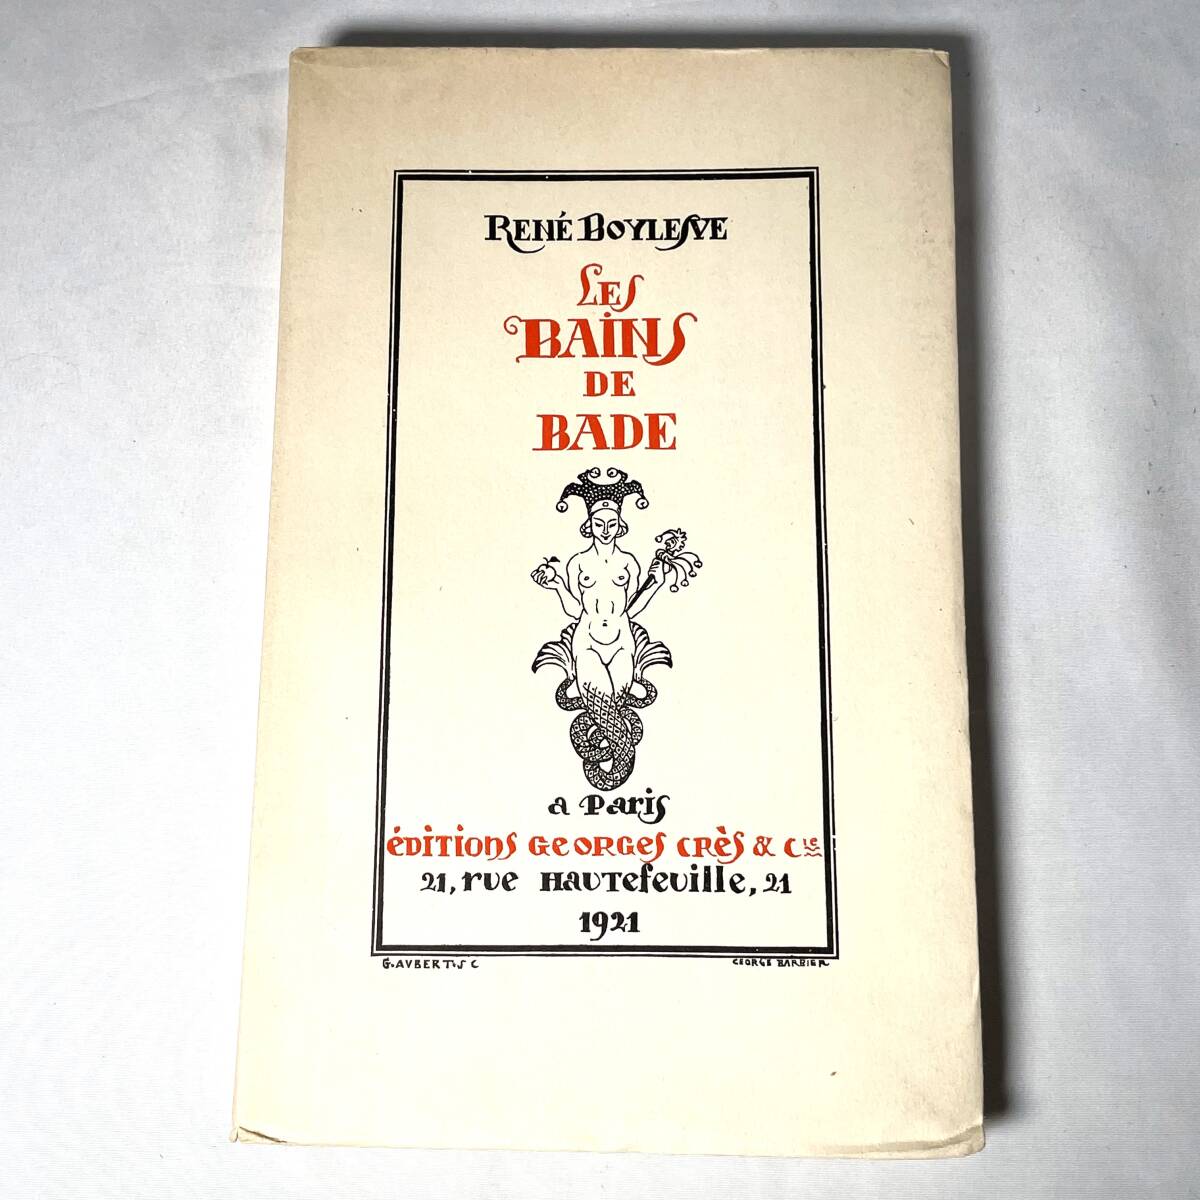 RENÉ BOYLESVE
LES
BAINS
DE
BADE
a Paris
éditions Georges Crès & Cie
21, rue Hautefeuille, 21
1921
G. AVBERT. SC
GEORGE BARBIER